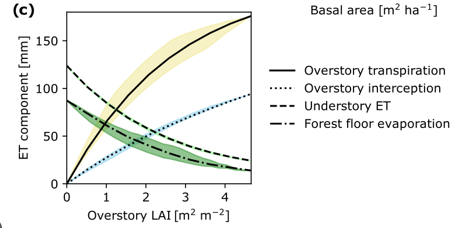 (c)
Basal area [m² ha⁻¹]
ET component [mm]
150
100
50
0
0 1 2 3 4
Overstory LAI [m² m⁻²]
Overstory transpiration
Overstory interception
Understory ET
Forest floor evaporation
)